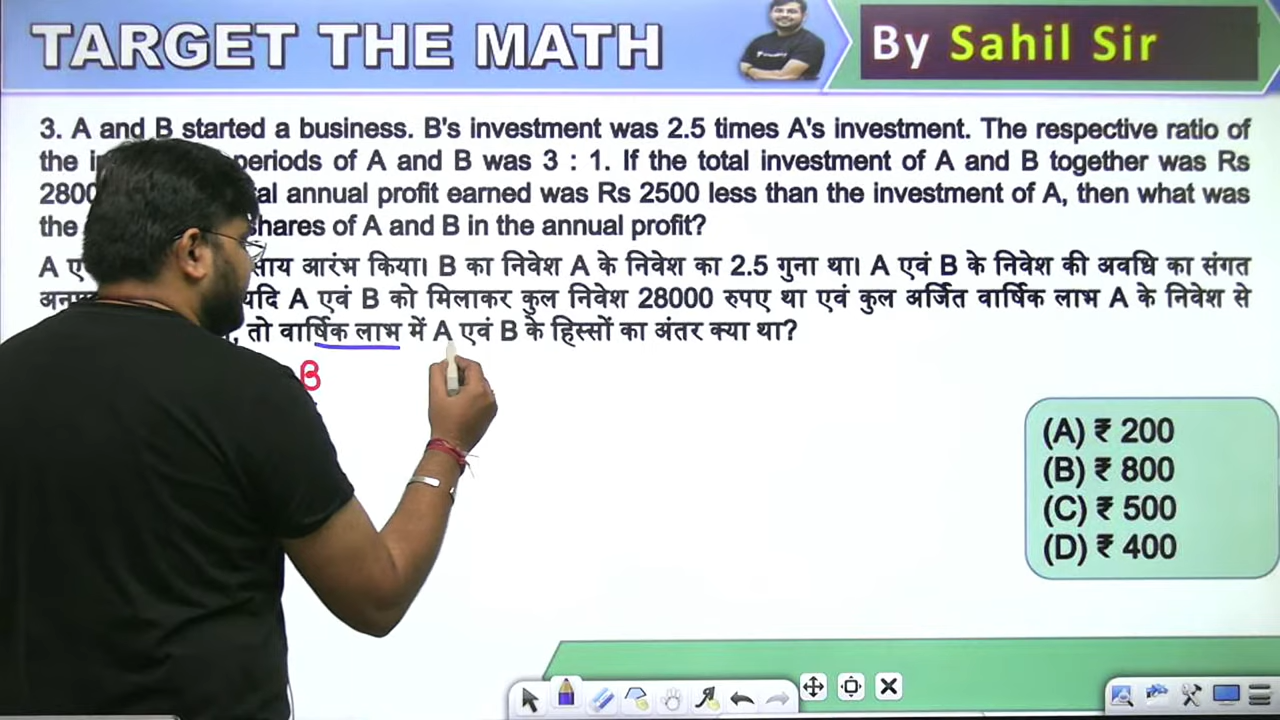 TARGET THE MATH
By Sahil Sir
3. A and B started a business. B's investment was 2.5 times A's investment. The respective ratio of
the periods of A and B was 3 : 1. If the total investment of A and B together was Rs
2800 annual profit earned was Rs 2500 less than the investment of A, then what was
the shares of A and B in the annual profit?
A आरंभ किया। B का निवेश A के निवेश का 2.5 गुना था। A एवं B के निवेश की अवधि का संगत
यदि A एवं B को मिलाकर कुल निवेश 28000 रुपए था एवं कुल अर्जित वार्षिक लाभ A के निवेश से
तो वार्षिक लाभ में A एवं B के हिस्सों का अंतर क्या था?
B
(A) ₹ 200
(B) ₹ 800
(C) ₹ 500
(D) ₹ 400